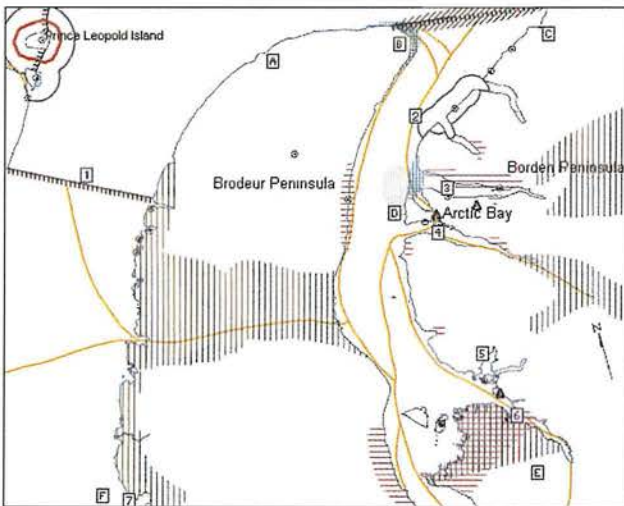 Prince Leopold Island
A
B
C
2
1
Borden Peninsula
Brodeur Peninsula
3
D
Arctic Bay
4
N
5
6
E
F
7